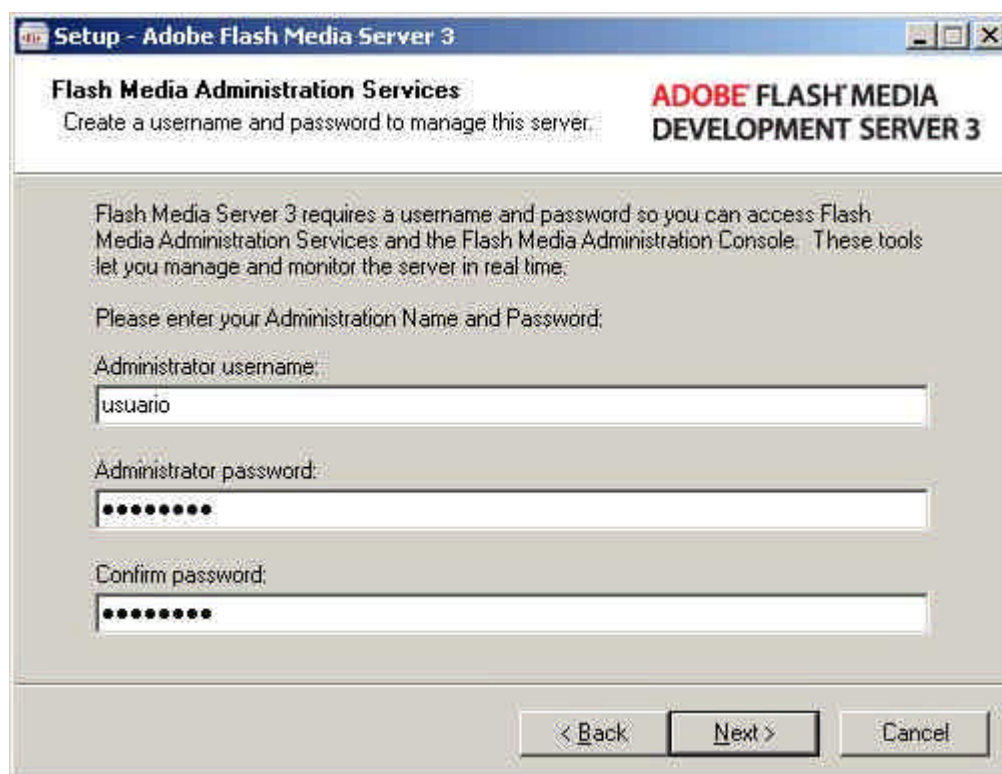 Setup - Adobe Flash Media Server 3
Flash Media Administration Services
Create a username and password to manage this server.
ADOBE® FLASH® MEDIA
DEVELOPMENT SERVER 3
Flash Media Server 3 requires a username and password so you can access Flash
Media Administration Services and the Flash Media Administration Console. These tools
let you manage and monitor the server in real time.
Please enter your Administration Name and Password:
Administrator username:
usuario
Administrator password:
••••••••
Confirm password:
••••••••
< Back
Next >
Cancel